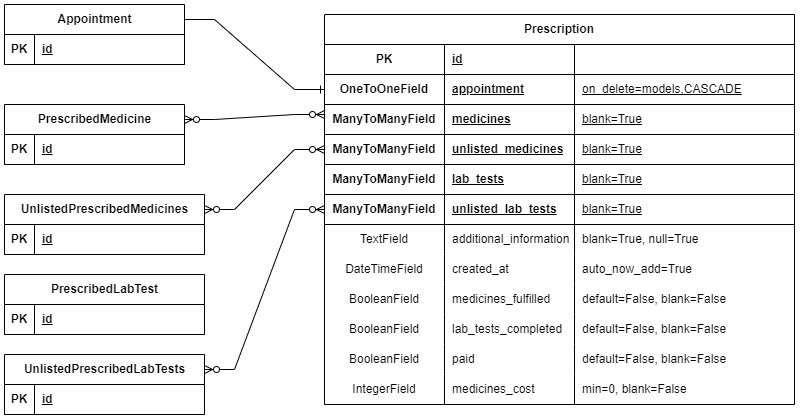 Appointment
PK id
PrescribedMedicine
PK id
UnlistedPrescribedMedicines
PK id
PrescribedLabTest
PK id
UnlistedPrescribedLabTests
PK id
Prescription
PK id
OneToOneField appointment on_delete=models,CASCADE
ManyToManyField medicines blank=True
ManyToManyField unlisted_medicines blank=True
ManyToManyField lab_tests blank=True
ManyToManyField unlisted_lab_tests blank=True
TextField additional_information blank=True, null=True
DateTimeField created_at auto_now_add=True
BooleanField medicines_fulfilled default=False, blank=False
BooleanField lab_tests_completed default=False, blank=False
BooleanField paid default=False, blank=False
IntegerField medicines_cost min=0, blank=False